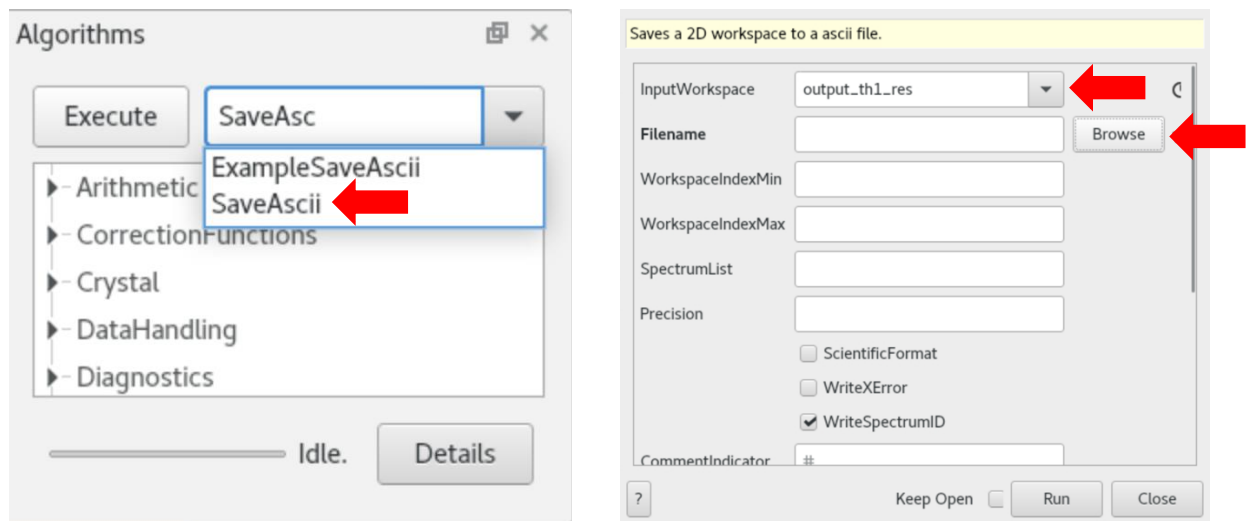 Algorithms
Execute
SaveAsc
ExampleSaveAscii
SaveAscii
Arithmetic
CorrectionFunctions
Crystal
DataHandling
Diagnostics
Idle.
Details
Saves a 2D workspace to a ascii file.
InputWorkspace
output_th1_res
Filename
Browse
WorkspaceIndexMin
WorkspaceIndexMax
SpectrumList
Precision
ScientificFormat
WriteXError
WriteSpectrumID
CommentIndicator
#
?
Keep Open
Run
Close